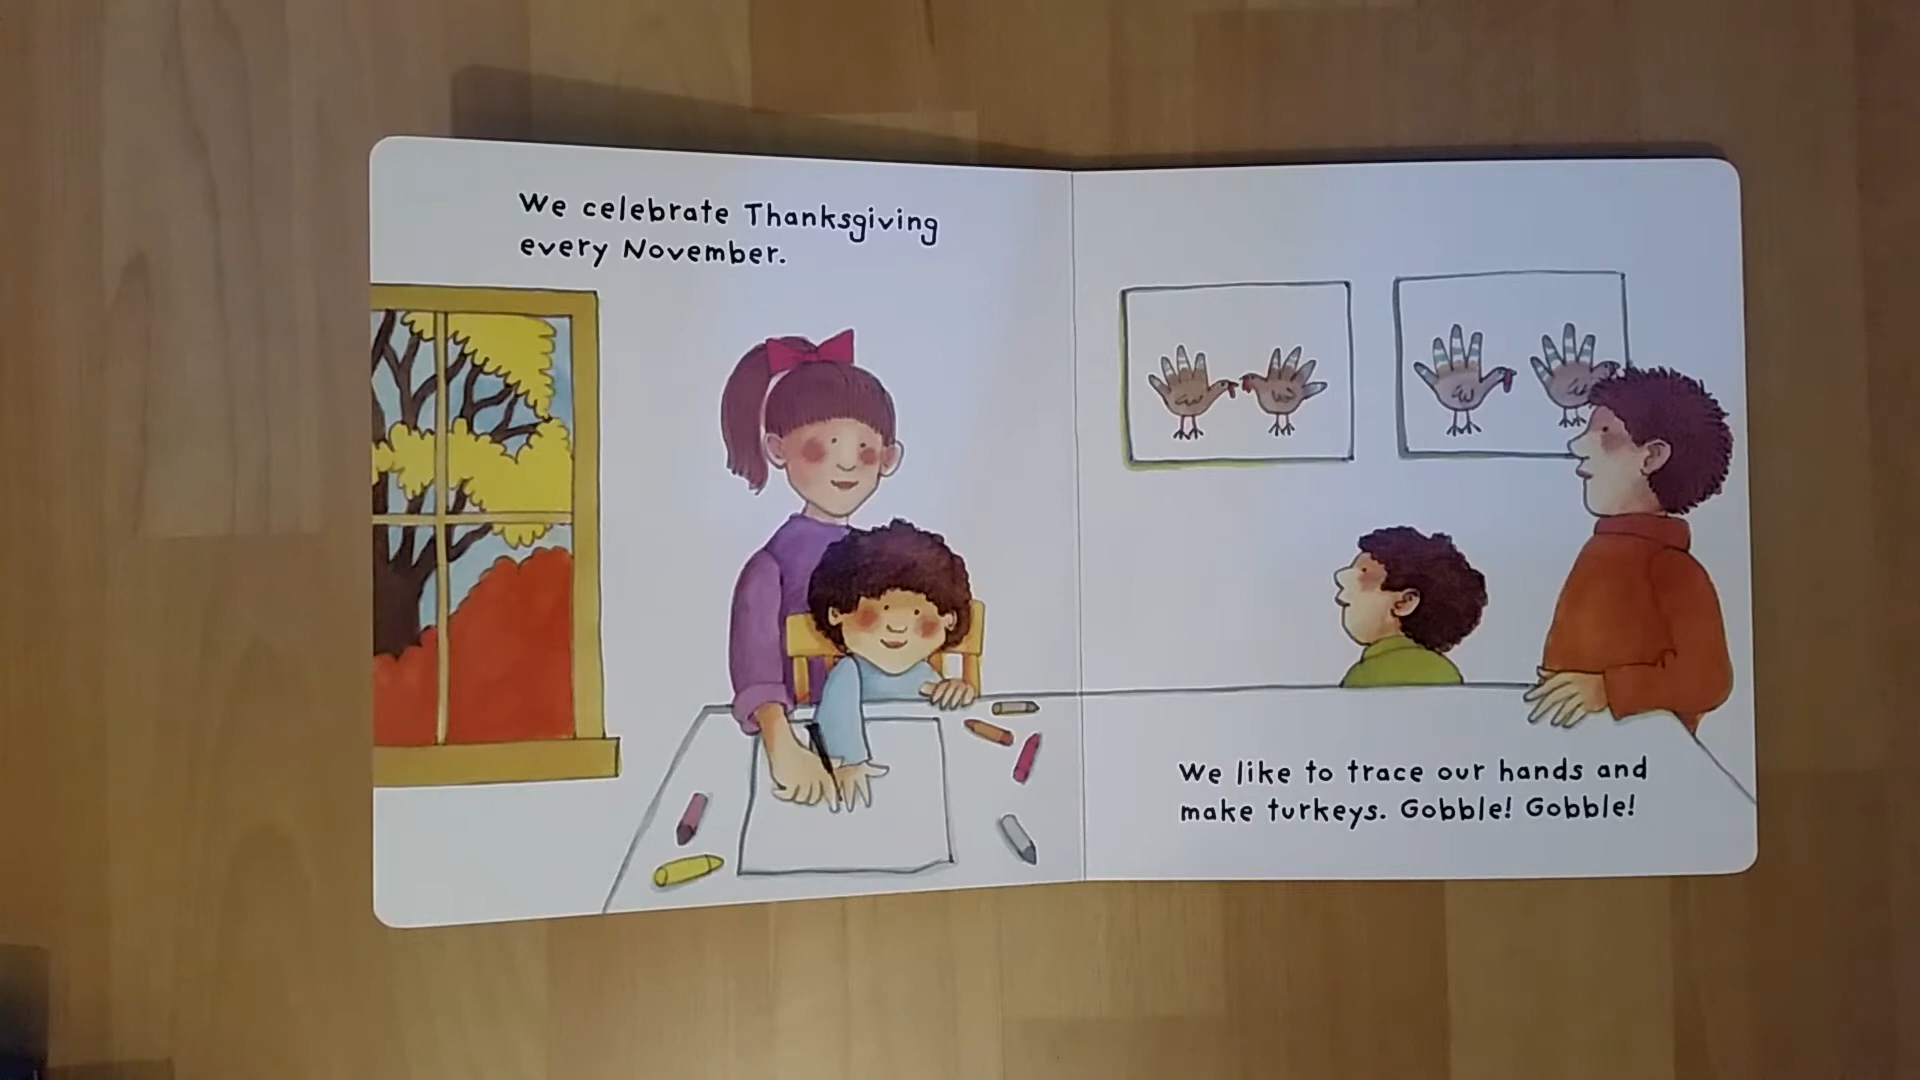 We celebrate Thanksgiving
every November.
We like to trace our hands and
make turkeys. Gobble! Gobble!